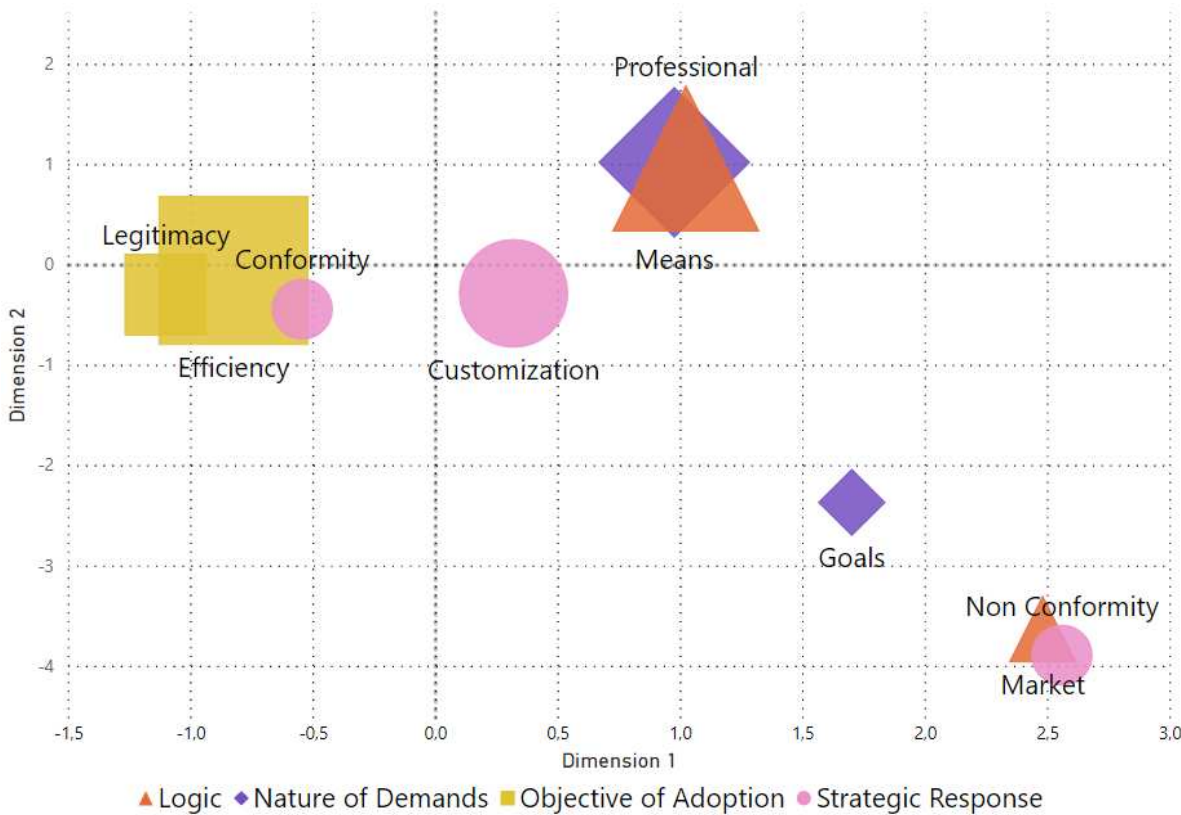 2
Professional
1
Legitimacy
0
Conformity
Means
-1
Efficiency
Customization
-2
Goals
-3
Non Conformity
-4
Market
Dimension 2
-1,5 -1,0 -0,5 0,0 0,5 1,0 1,5 2,0 2,5 3,0
Dimension 1
Logic Nature of Demands Objective of Adoption Strategic Response